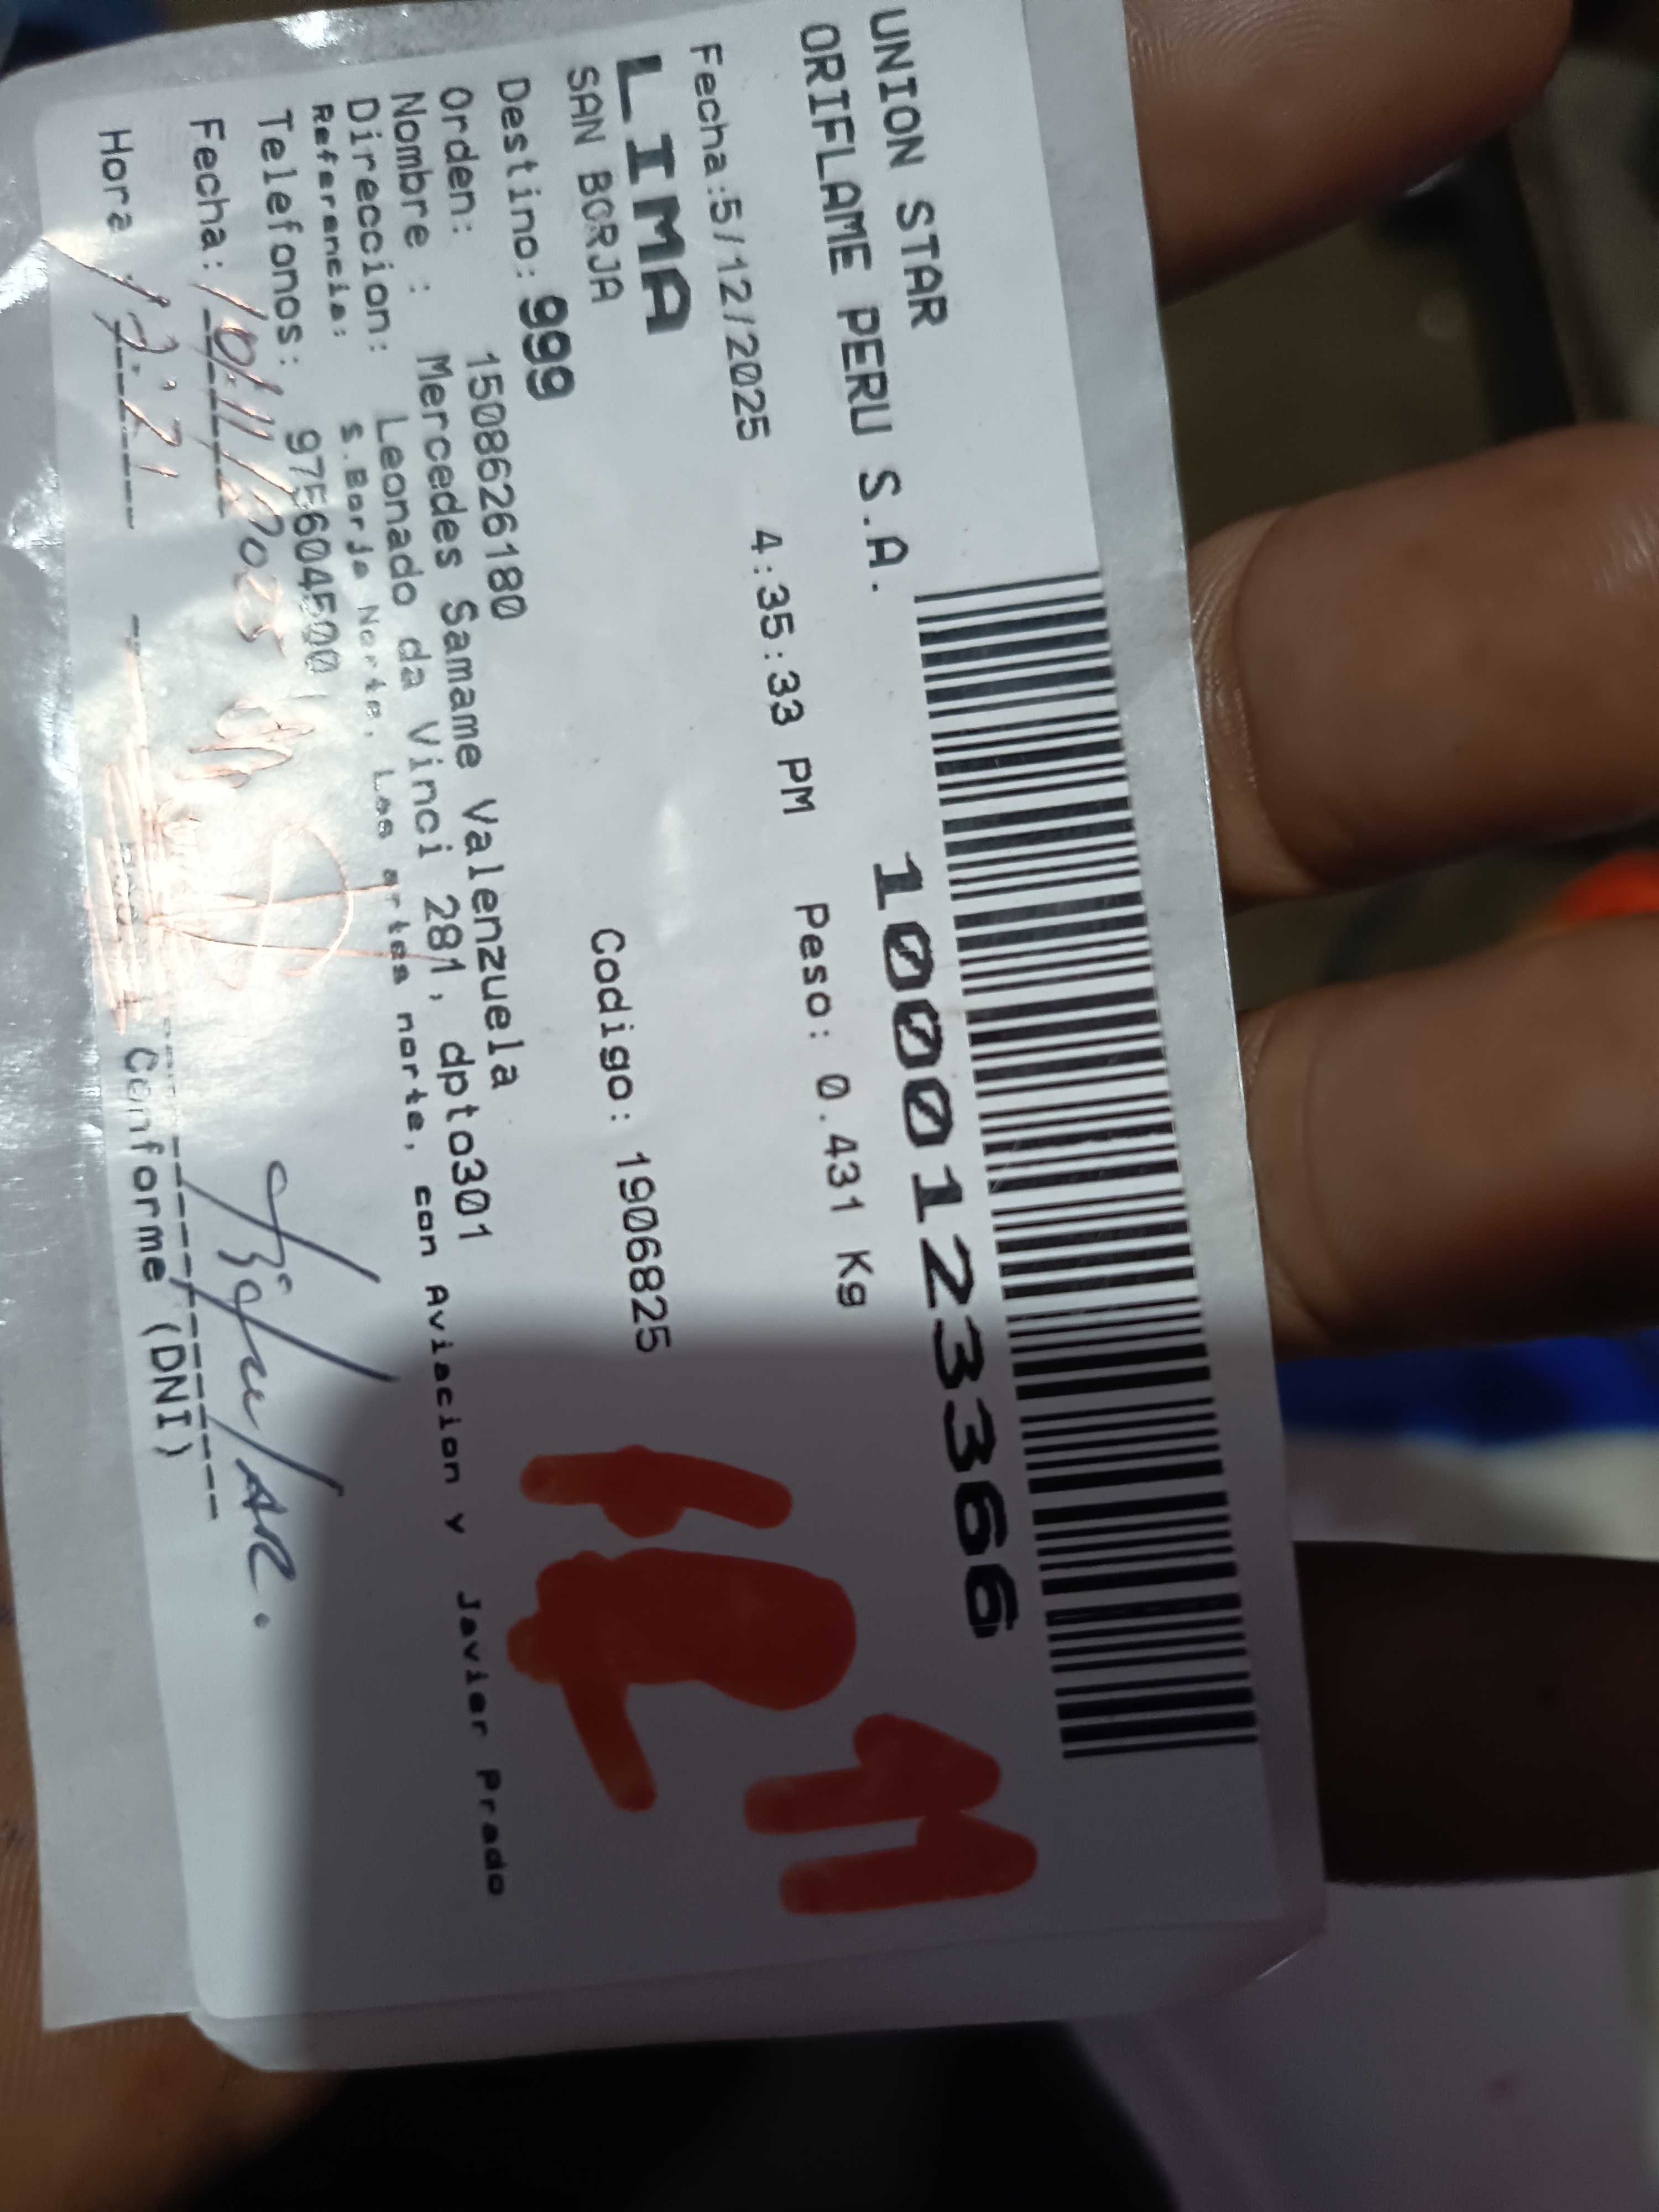 UNION STAR
ORIFLAME PERU S.A.
1000123366
Fecha:5/12/2025 4:35:33 PM Peso: 0.431 Kg
LIMA
SAN BORJA
Codigo: 1906825
Destino: 999
Orden: 1508626180
Nombre : Mercedes Samame Valenzuela
Direccion: Leonado da Vinci 281, dpto301
Referencia: S.Borja Norte, Las artes norte, con Aviacion y Javier Prado
Telefonos: 975604500
Fecha:
Hora :
Conforme (DNI)